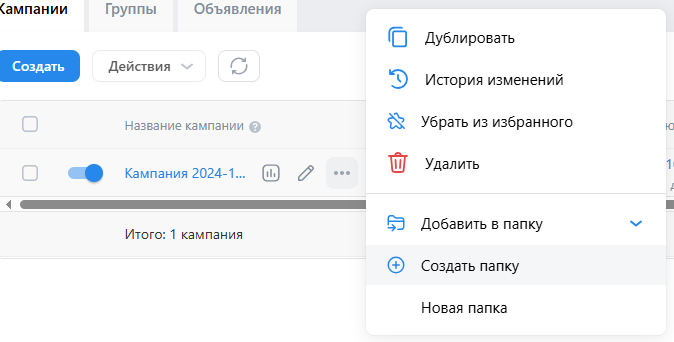 Кампании
Группы
Объявления
Создать
Действия
Название кампании
Кампания 2024-1...
Итого: 1 кампания
Дублировать
История изменений
Убрать из избранного
Удалить
Добавить в папку
Создать папку
Новая папка